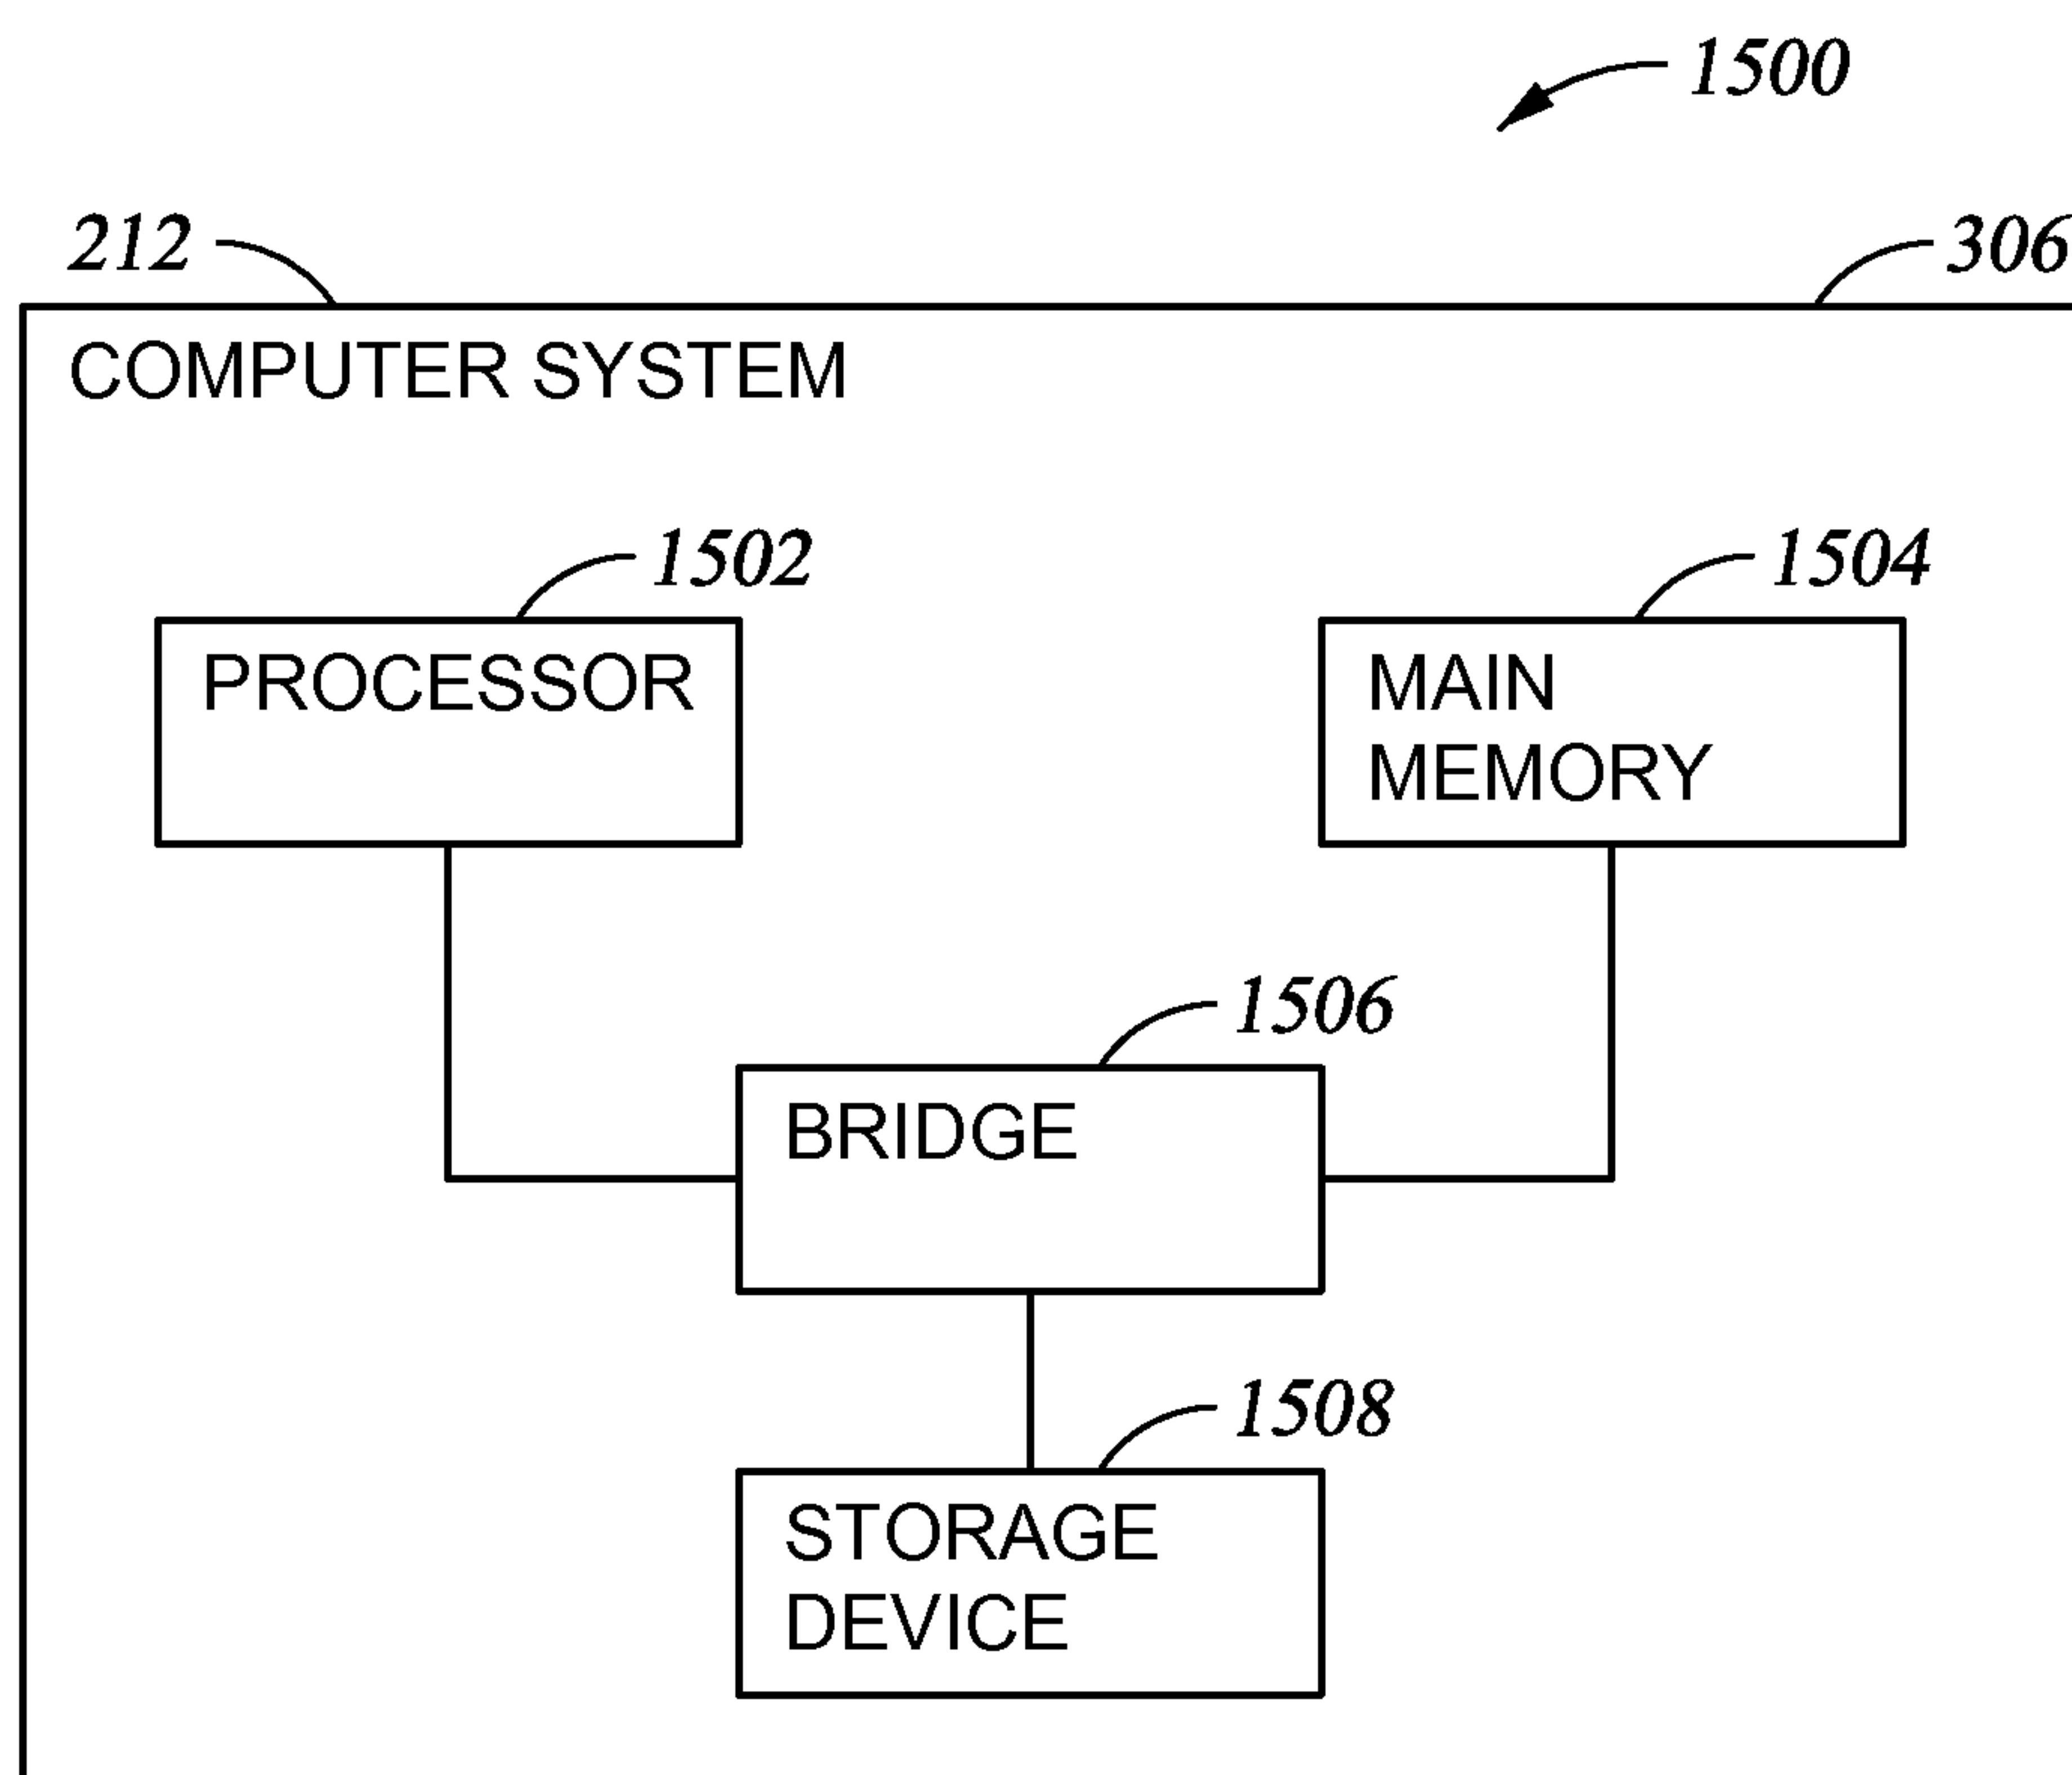 1500
212
306
COMPUTER SYSTEM
1502
1504
PROCESSOR
MAIN
MEMORY
1506
BRIDGE
1508
STORAGE
DEVICE